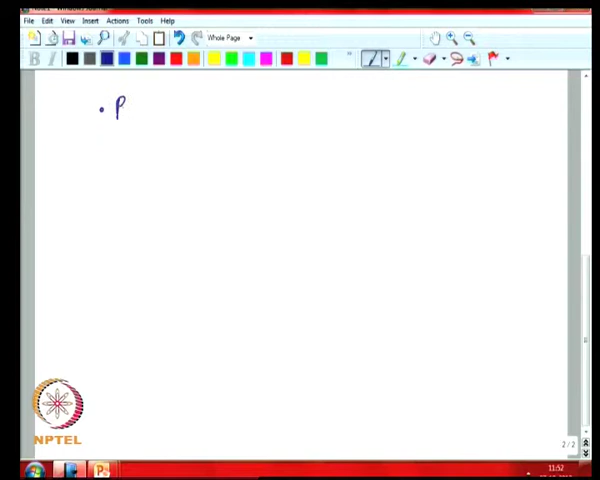 File Edit View Insert Actions Tools Help
Whole Page
B I
• P
NPTEL
2 / 2
11:52